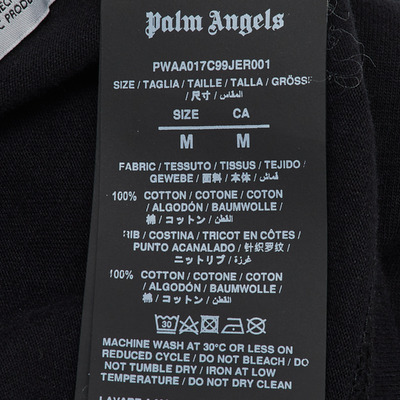 Palm Angels
PWAA017C99JER001
SIZE / TAGLIA / TAILLE / TALLA / GRÖSSE
/ 尺寸 / المقاس /
SIZE CA
M M
FABRIC / TESSUTO / TISSUS / TEJIDO /
GEWEBE / 面料 / 本体 / قماش /
100% COTTON / COTONE / COTON
/ ALGODÓN / BAUMWOLLE /
棉 / コットン / القطن /
RIB / COSTINA / TRICOT EN CÔTES /
PUNTO ACANALADO / 针织罗纹 /
ニットリブ / غرزة /
100% COTTON / COTONE / COTON
/ ALGODÓN / BAUMWOLLE /
棉 / コットン / القطن /
30
MACHINE WASH AT 30°C OR LESS ON
REDUCED CYCLE / DO NOT BLEACH / DO
NOT TUMBLE DRY / IRON AT LOW
TEMPERATURE / DO NOT DRY CLEAN